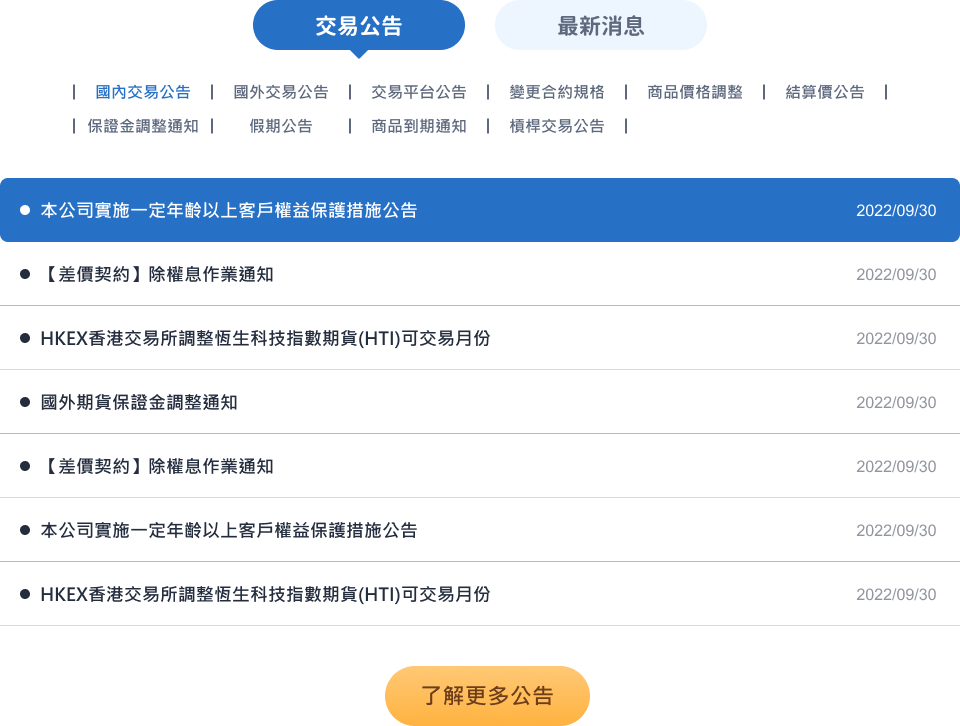 交易公告 最新消息
| 國內交易公告 | 國外交易公告 | 交易平台公告 | 變更合約規格 | 商品價格調整 | 結算價公告 |
| 保證金調整通知 | 假期公告 | 商品到期通知 | 槓桿交易公告 |
● 本公司實施一定年齡以上客戶權益保護措施公告 2022/09/30
● 【差價契約】除權息作業通知 2022/09/30
● HKEX香港交易所調整恆生科技指數期貨(HTI)可交易月份 2022/09/30
● 國外期貨保證金調整通知 2022/09/30
● 【差價契約】除權息作業通知 2022/09/30
● 本公司實施一定年齡以上客戶權益保護措施公告 2022/09/30
● HKEX香港交易所調整恆生科技指數期貨(HTI)可交易月份 2022/09/30
了解更多公告